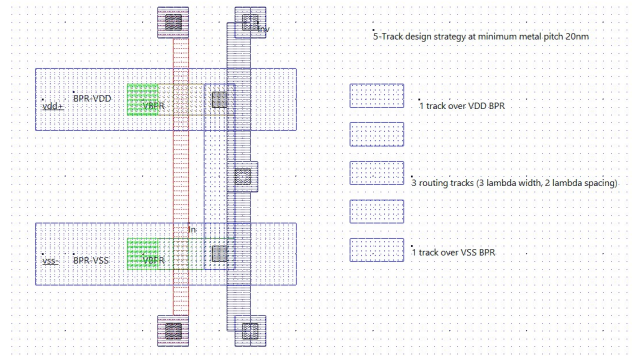 Inv
5-Track design strategy at minimum metal pitch 20nm
BPR-VDD
vdd+
VBPR
1 track over VDD BPR
3 routing tracks (3 lambda width, 2 lambda spacing)
In
1 track over VSS BPR
vss-
BPR-VSS
VBPR